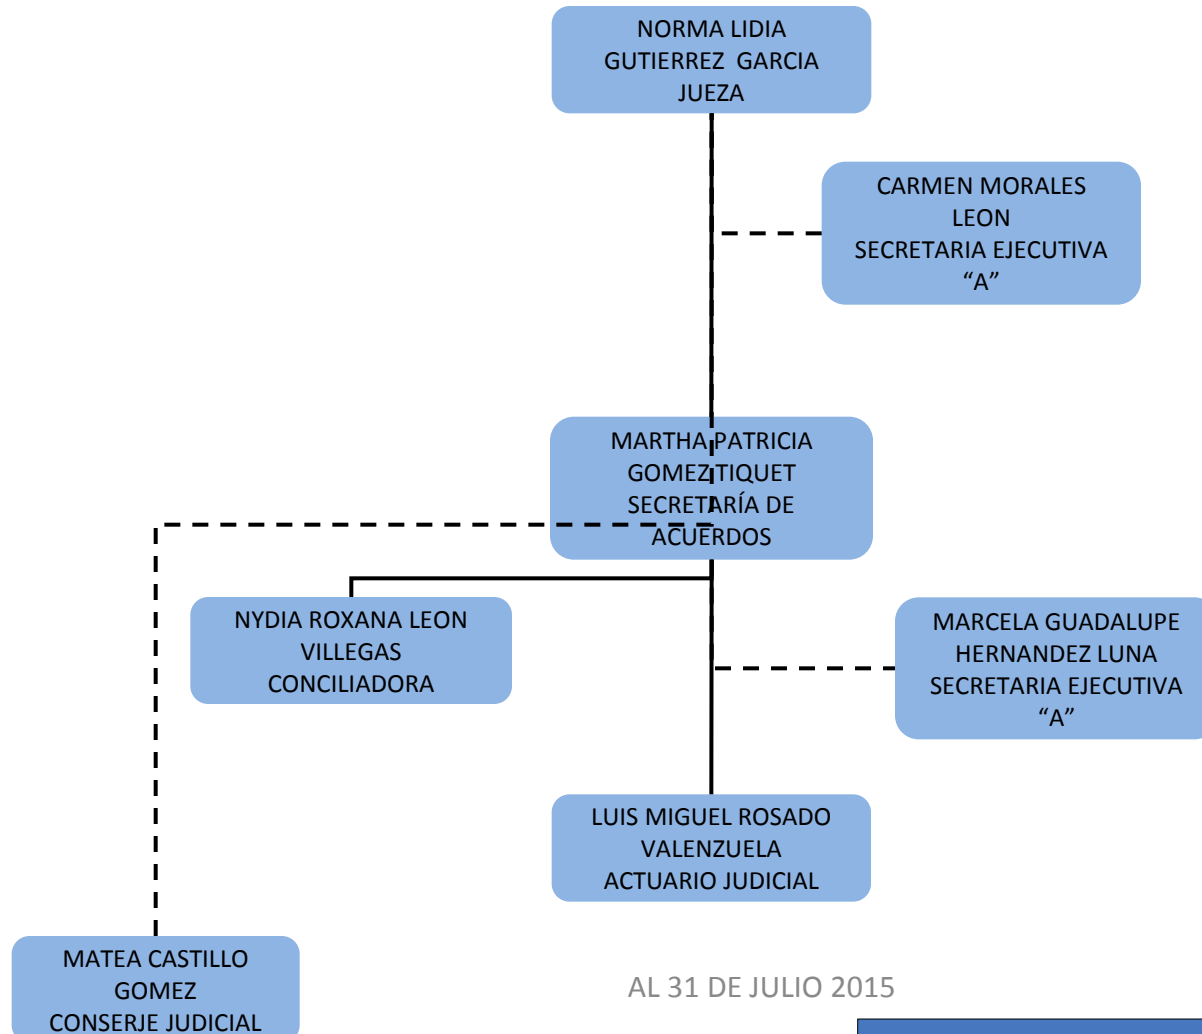 NORMA LIDIA
GUTIERREZ  GARCIA
JUEZA
CARMEN MORALES
LEON
SECRETARIA EJECUTIVA
“A”
MARTHA PATRICIA
GOMEZ TIQUET
SECRETARÍA DE
ACUERDOS
NYDIA ROXANA LEON
VILLEGAS
CONCILIADORA
MARCELA GUADALUPE
HERNANDEZ LUNA
SECRETARIA EJECUTIVA
“A”
LUIS MIGUEL ROSADO
VALENZUELA
ACTUARIO JUDICIAL
MATEA CASTILLO
GOMEZ
CONSERJE JUDICIAL
AL 31 DE JULIO 2015